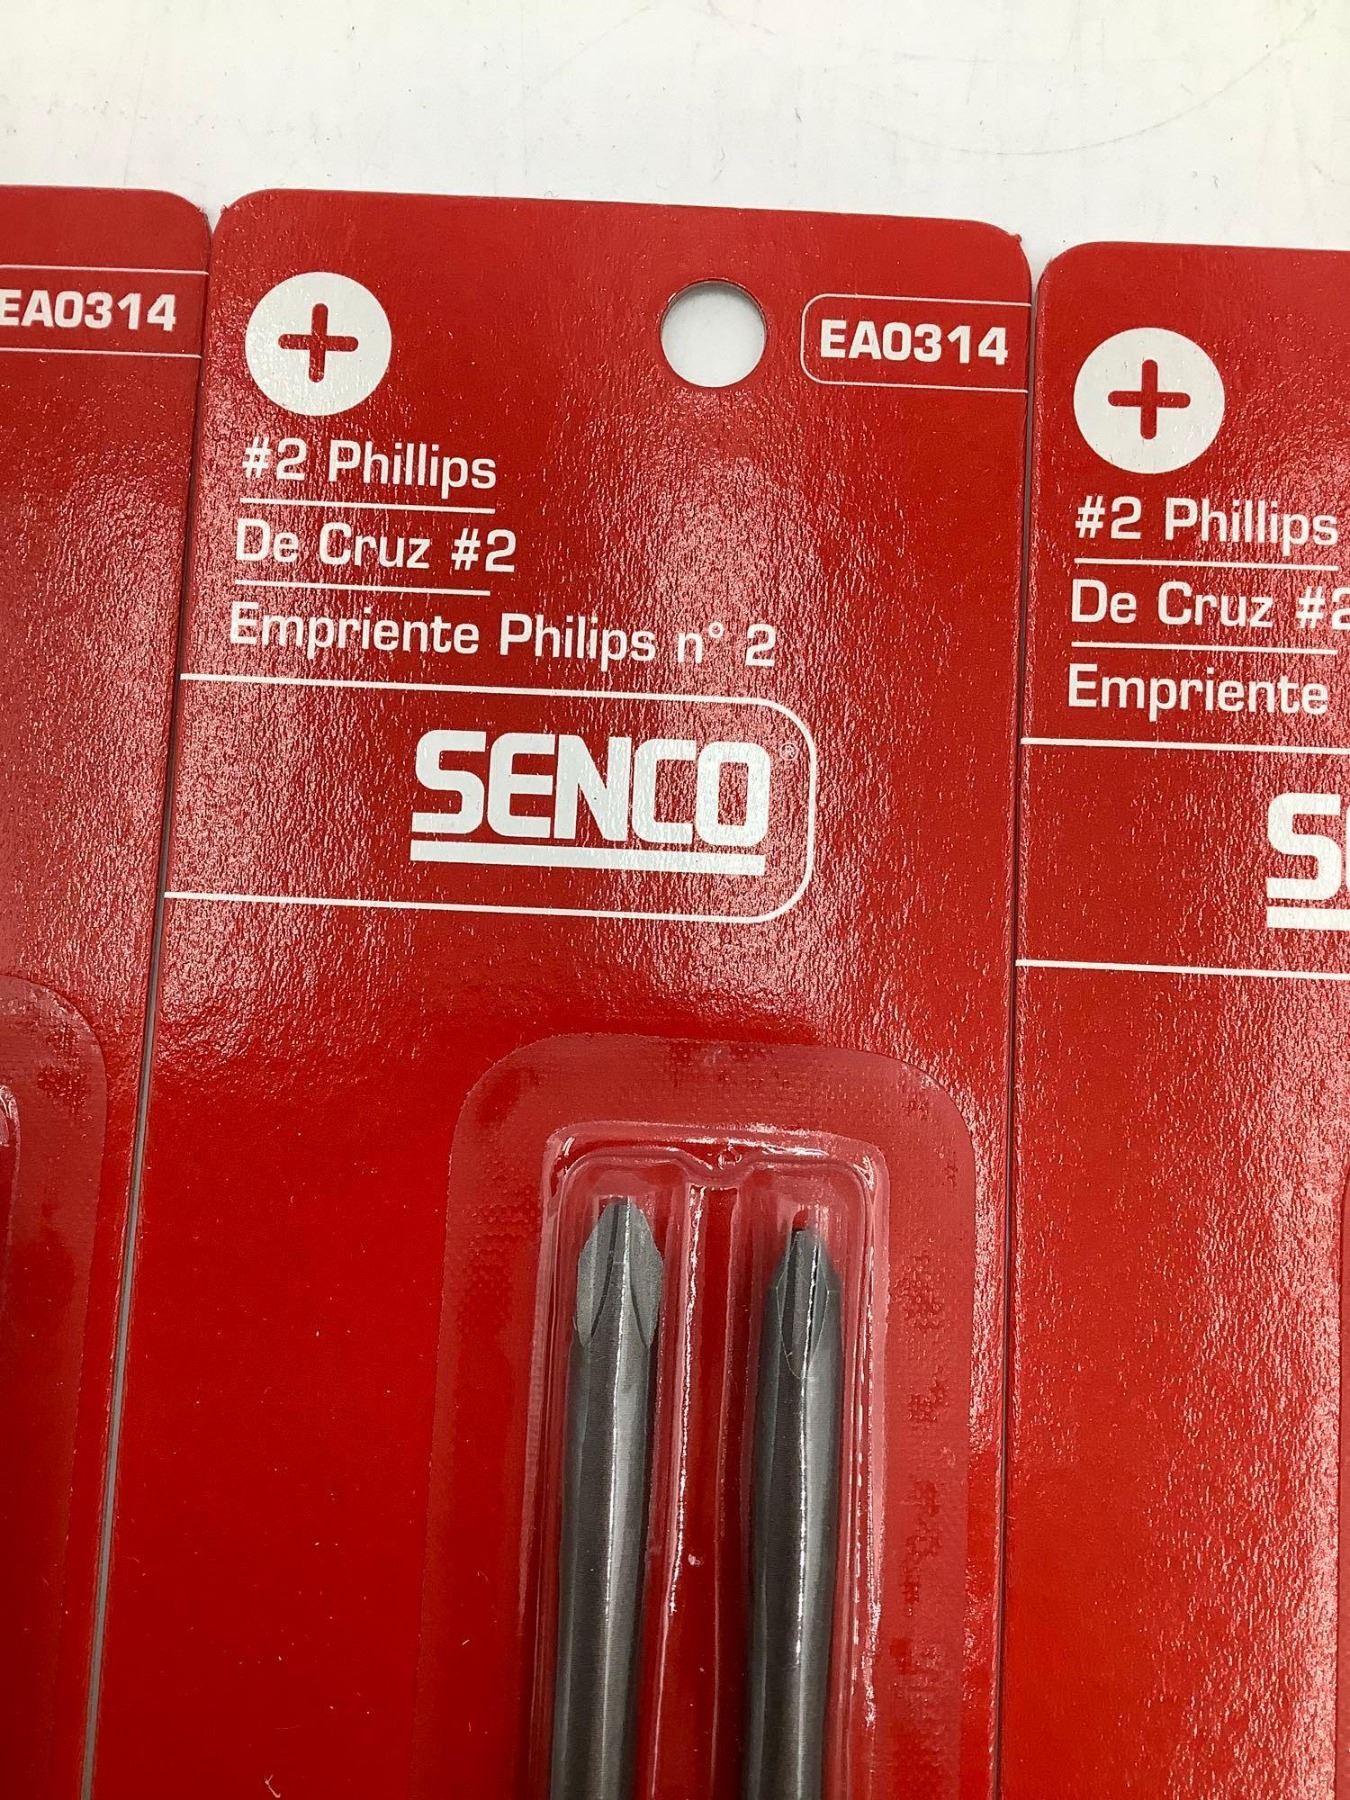 EA0314
EA0314
#2 Phillips
De Cruz #2
Empriente Philips n° 2
SENCO®
#2 Phillips
De Cruz #2
Empriente
S